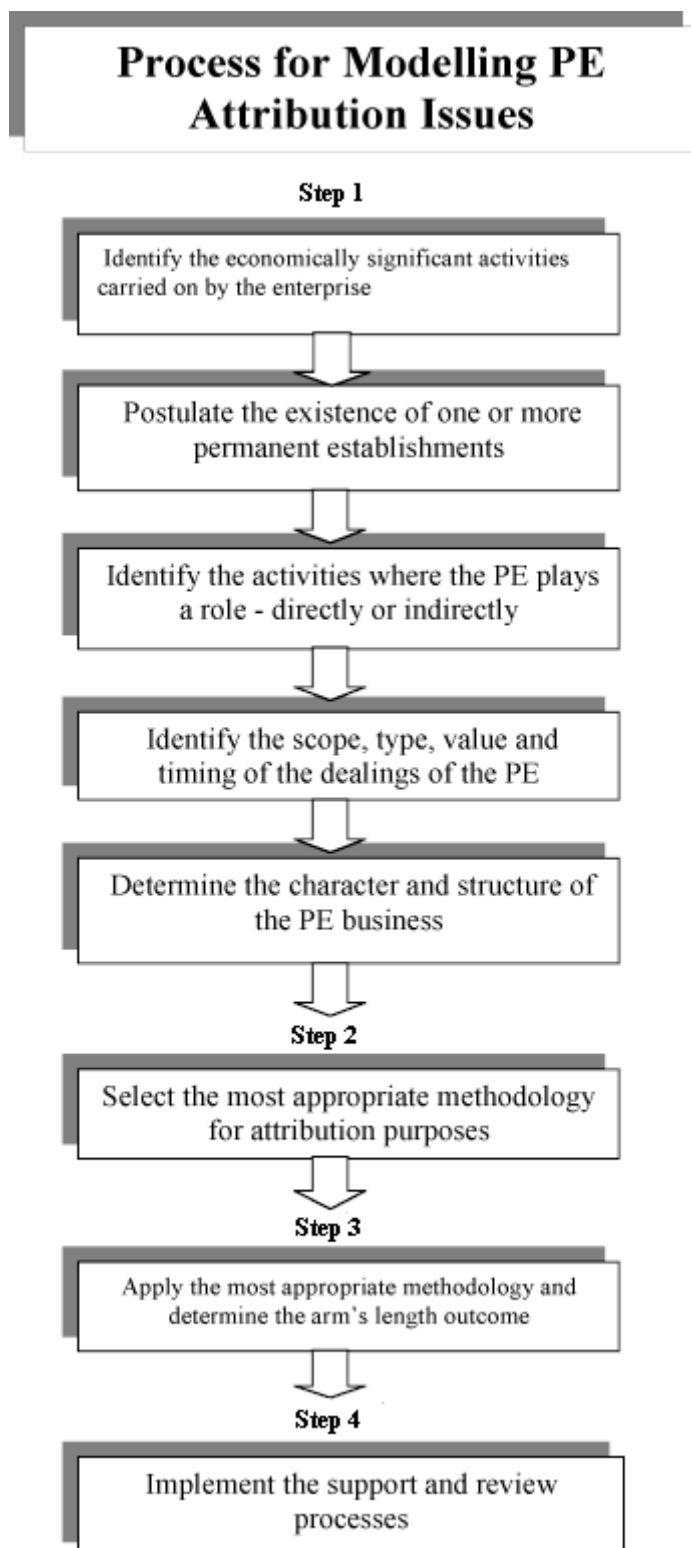 Process for Modelling PE
Attribution Issues
Step 1
Identify the economically significant activities
carried on by the enterprise
Postulate the existence of one or more
permanent establishments
Identify the activities where the PE plays
a role - directly or indirectly
Identify the scope, type, value and
timing of the dealings of the PE
Determine the character and structure of
the PE business
Step 2
Select the most appropriate methodology
for attribution purposes
Step 3
Apply the most appropriate methodology and
determine the arm's length outcome
Step 4
Implement the support and review
processes